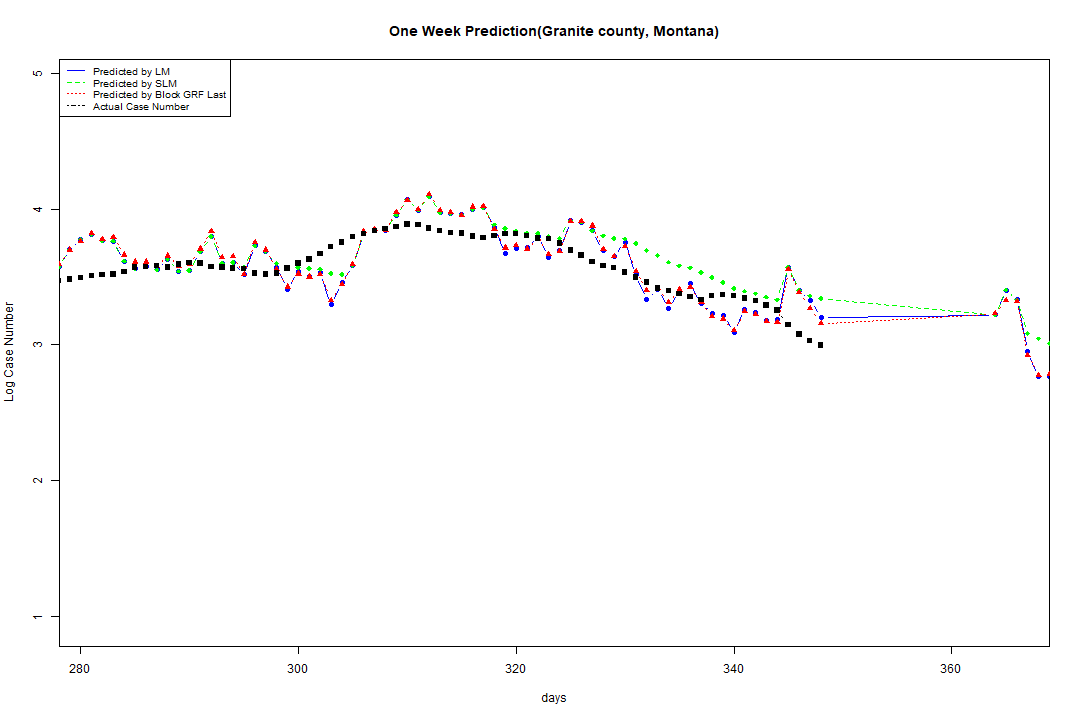 One Week Prediction(Granite county, Montana)
Predicted by LM
Predicted by SLM
Predicted by Block GRF Last
Actual Case Number
5
4
3
2
1
Log Case Number
280 300 320 340 360
days